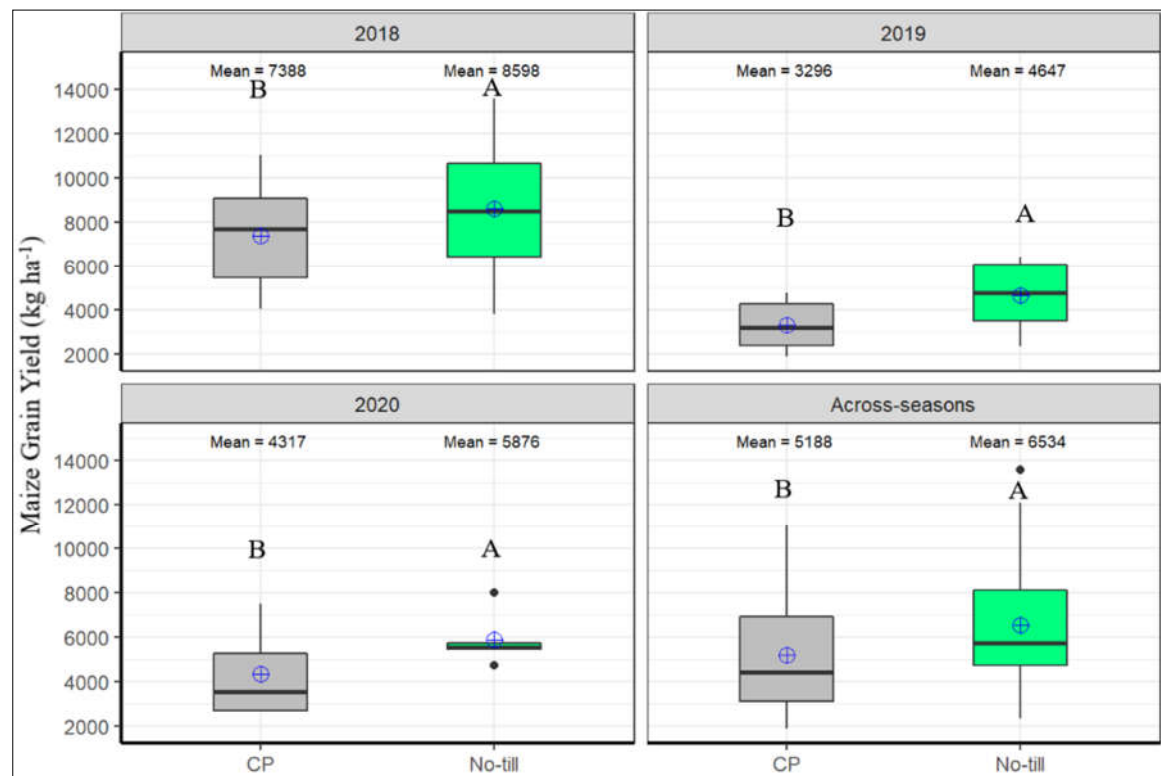 Maize Grain Yield (kg ha⁻¹)
2018
Mean = 7388
Mean = 8598
B
A
14000
12000
10000
8000
6000
4000
2000
2019
Mean = 3296
Mean = 4647
B
A
2020
Mean = 4317
Mean = 5876
B
A
14000
12000
10000
8000
6000
4000
2000
CP
No-till
Across-seasons
Mean = 5188
Mean = 6534
B
A
CP
No-till